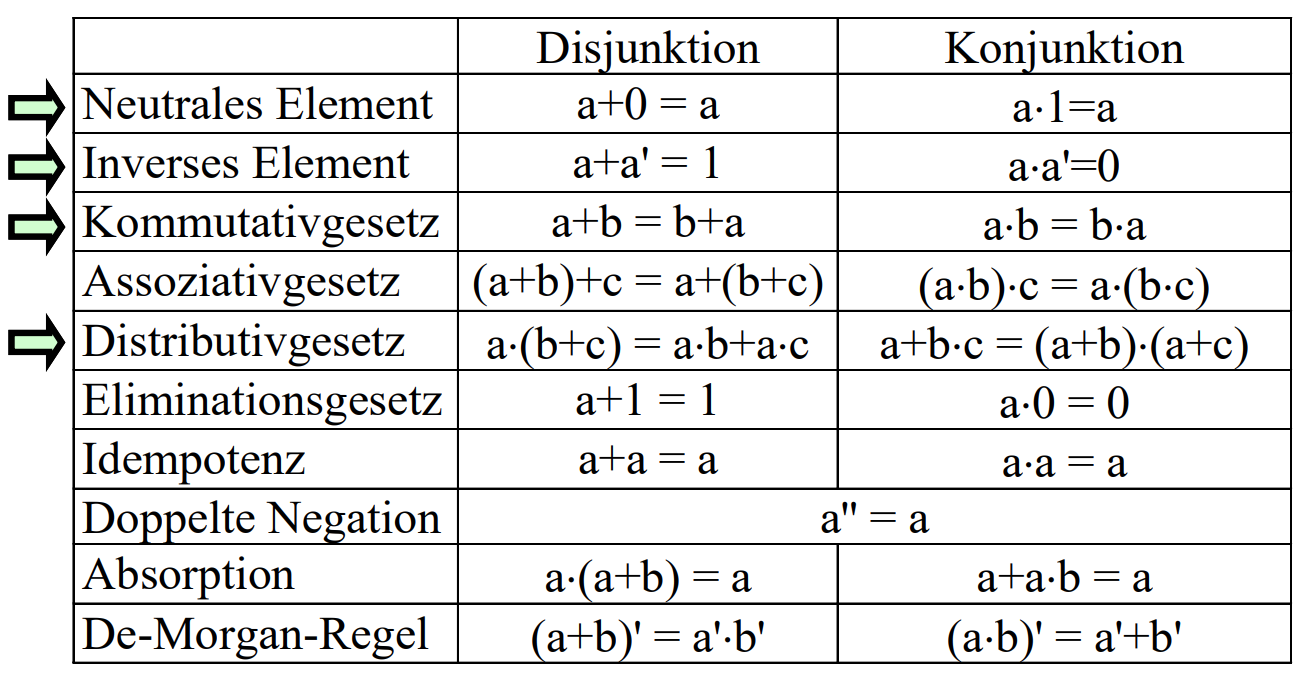 Disjunktion Konjunktion
Neutrales Element a+0 = a a·1=a
Inverses Element a+a' = 1 a·a'=0
Kommutativgesetz a+b = b+a a·b = b·a
Assoziativgesetz (a+b)+c = a+(b+c) (a·b)·c = a·(b·c)
Distributivgesetz a·(b+c) = a·b+a·c a+b·c = (a+b)·(a+c)
Eliminationsgesetz a+1 = 1 a·0 = 0
Idempotenz a+a = a a·a = a
Doppelte Negation a'' = a
Absorption a·(a+b) = a a+a·b = a
De-Morgan-Regel (a+b)' = a'·b' (a·b)' = a'+b'